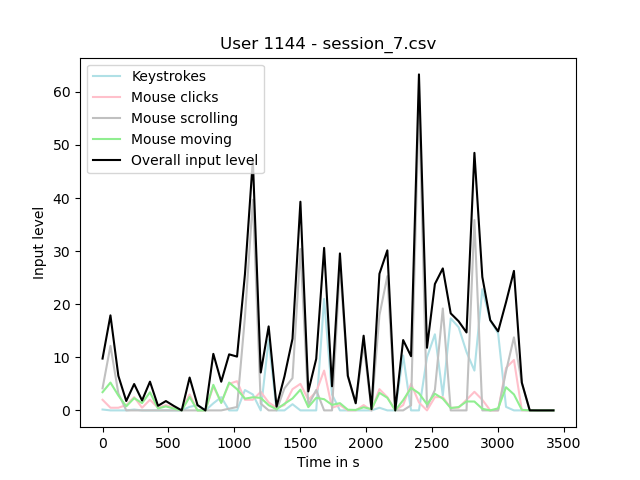 User 1144 - session_7.csv
Keystrokes
Mouse clicks
Mouse scrolling
Mouse moving
Overall input level
60
50
40
30
20
10
0
Input level
0 500 1000 1500 2000 2500 3000 3500
Time in s